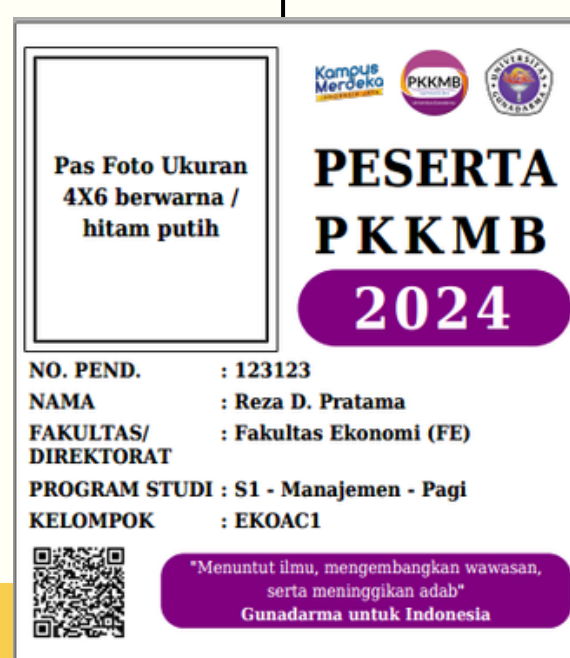 Pas Foto Ukuran
4X6 berwarna /
hitam putih
Kampus
Merdeka
PKKMB
UNIVERSITAS
GUNADARMA
PESERTA
PKKMB
2024
NO. PEND. : 123123
NAMA : Reza D. Pratama
FAKULTAS/ : Fakultas Ekonomi (FE)
DIREKTORAT
PROGRAM STUDI : S1 - Manajemen - Pagi
KELOMPOK : EKOAC1
"Menuntut ilmu, mengembangkan wawasan,
serta meninggikan adab"
Gunadarma untuk Indonesia